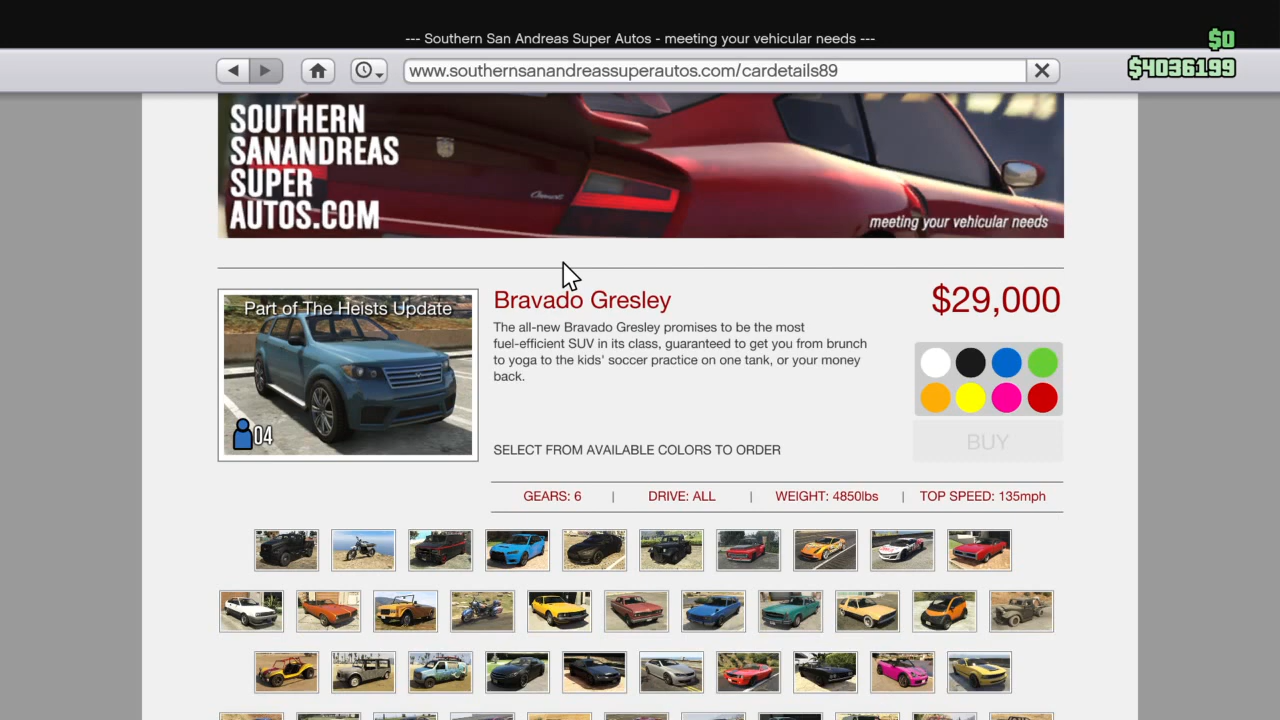 --- Southern San Andreas Super Autos - meeting your vehicular needs ---
$0
www.southernsanandreassuperautos.com/cardetails89
$4036199
SOUTHERN
SANANDREAS
SUPER
AUTOS.COM
meeting your vehicular needs
Part of The Heists Update
04
Bravado Gresley
$29,000
The all-new Bravado Gresley promises to be the most
fuel-efficient SUV in its class, guaranteed to get you from brunch
to yoga to the kids' soccer practice on one tank, or your money
back.
SELECT FROM AVAILABLE COLORS TO ORDER
BUY
GEARS: 6 | DRIVE: ALL | WEIGHT: 4850lbs | TOP SPEED: 135mph